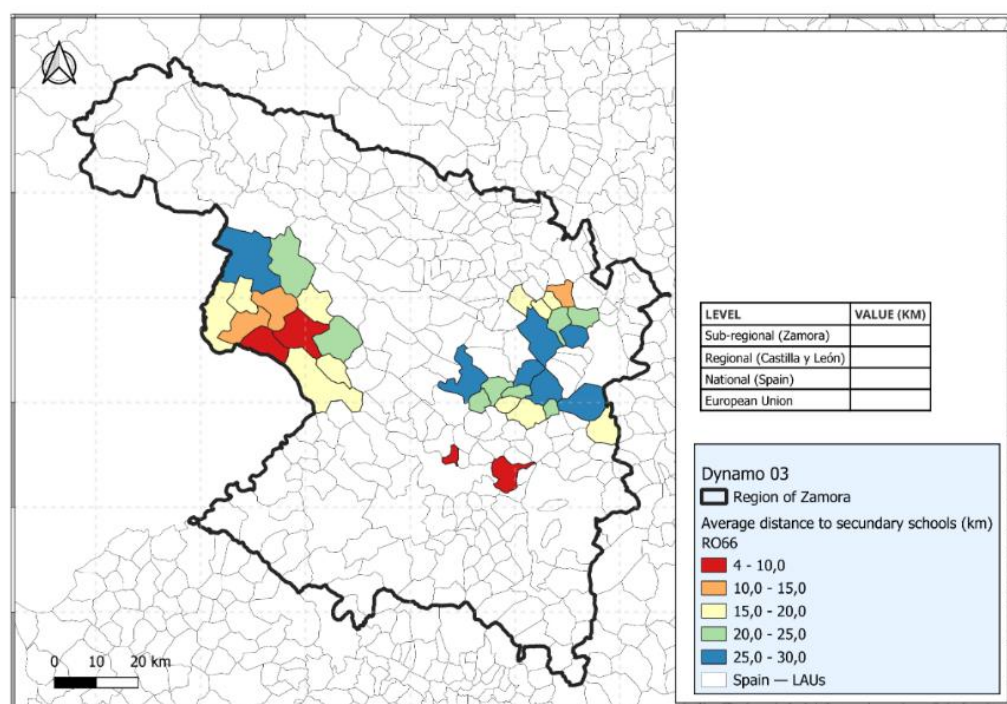 LEVEL VALUE (KM)
Sub-regional (Zamora)
Regional (Castilla y León)
National (Spain)
European Union
Dynamo 03
Region of Zamora
Average distance to secundary schools (km)
RO66
4 - 10,0
10,0 - 15,0
15,0 - 20,0
20,0 - 25,0
25,0 - 30,0
Spain — LAUs
0 10 20 km